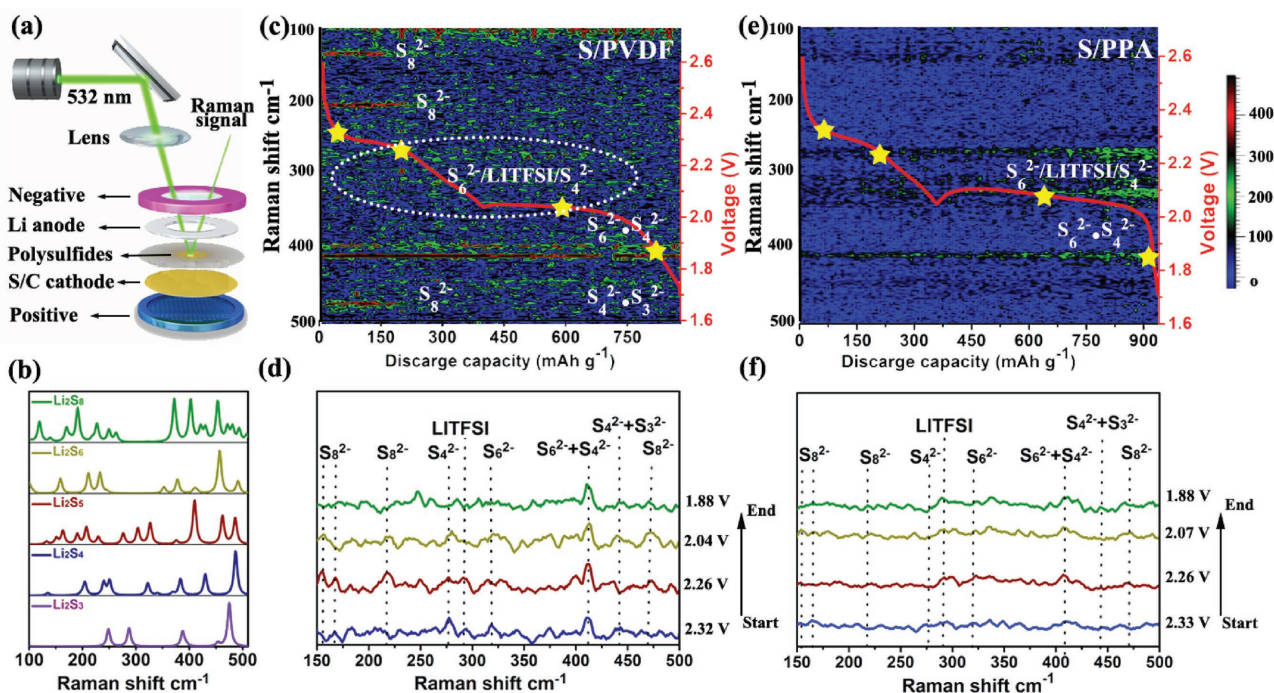 (a)
532 nm
Raman
signal
Lens
Negative
Li anode
Polysulfides
S/C cathode
Positive
(b)
Li₂S₈
Li₂S₆
Li₂S₅
Li₂S₄
Li₂S₃
100 200 300 400 500
Raman shift cm⁻¹
(c)
S/PVDF
S₈²⁻
S₈²⁻
S₆²⁻/LITFSI/S₄²⁻
S₆²⁻ S₄²⁻
S₈²⁻
S₄²⁻ S₃²⁻
100
200
300
400
500
Raman shift cm⁻¹
2.6
2.4
2.2
2.0
1.8
1.6
Voltage (V)
0 150 300 450 600 750
Discarge capacity (mAh g⁻¹)
(d)
S₄²⁻+S₃²⁻
LITFSI
S₈²⁻ S₈²⁻ S₄²⁻ S₆²⁻ S₆²⁻+S₄²⁻ S₈²⁻
1.88 V
2.04 V
2.26 V
2.32 V
End
Start
150 200 250 300 350 400 450 500
Raman shift cm⁻¹
(e)
S/PPA
S₆²⁻/LITFSI/S₄²⁻
S₆²⁻ S₄²⁻
100
200
300
400
500
Raman shift cm⁻¹
2.6
2.4
2.2
2.0
1.8
1.6
Voltage (V)
0 150 300 450 600 750 900
Discarge capacity (mAh g⁻¹)
400
300
200
100
0
(f)
S₄²⁻+S₃²⁻
LITFSI
S₈²⁻ S₈²⁻ S₄²⁻ S₆²⁻ S₆²⁻+S₄²⁻ S₈²⁻
1.88 V
2.07 V
2.26 V
2.33 V
End
Start
150 200 250 300 350 400 450 500
Raman shift cm⁻¹